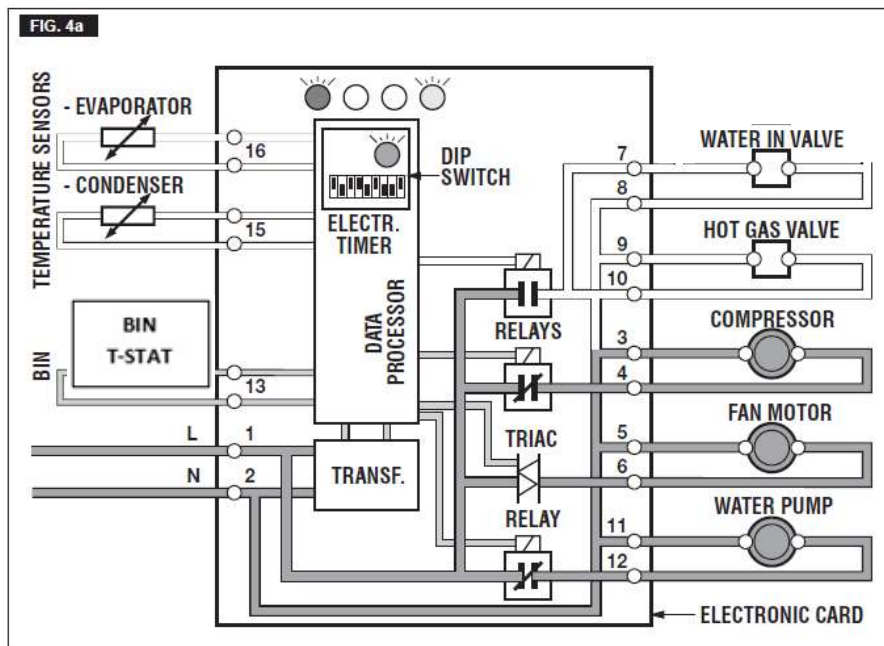 FIG. 4a
TEMPERATURE SENSORS
- EVAPORATOR
16
- CONDENSER
15
BIN
T-STAT
BIN
13
L
1
N
2
DIP
SWITCH
ELECTR.
TIMER
DATA
PROCESSOR
TRANSF.
RELAYS
TRIAC
RELAY
7
WATER IN VALVE
8
9
HOT GAS VALVE
10
COMPRESSOR
3
4
FAN MOTOR
5
6
WATER PUMP
11
12
ELECTRONIC CARD